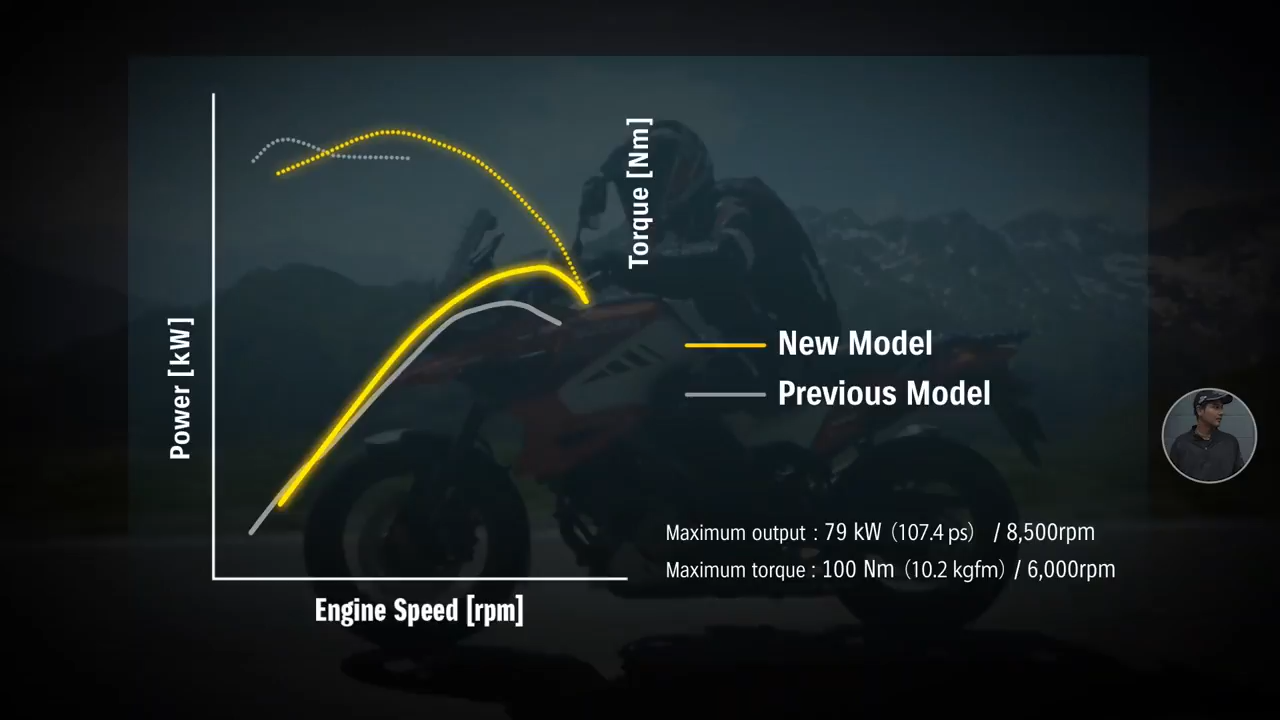 Torque [Nm]
Power [kW]
New Model
Previous Model
Maximum output : 79 kW (107.4 ps) / 8,500rpm
Maximum torque : 100 Nm (10.2 kgfm) / 6,000rpm
Engine Speed [rpm]